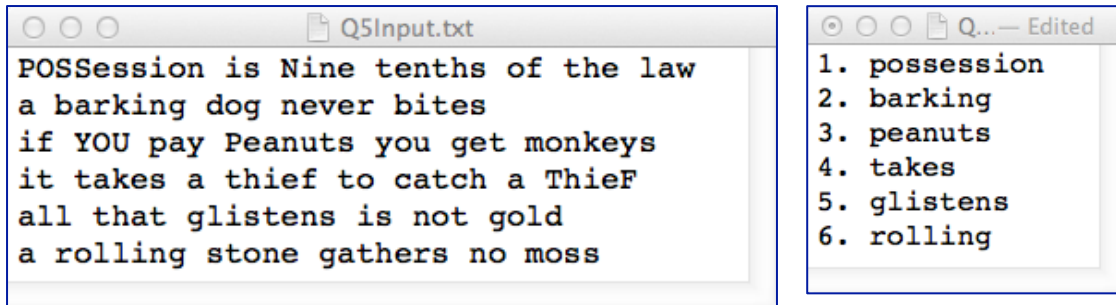 Q5Input.txt
POSSession is Nine tenths of the law
a barking dog never bites
if YOU pay Peanuts you get monkeys
it takes a thief to catch a ThieF
all that glistens is not gold
a rolling stone gathers no moss
Q...— Edited
1. possession
2. barking
3. peanuts
4. takes
5. glistens
6. rolling